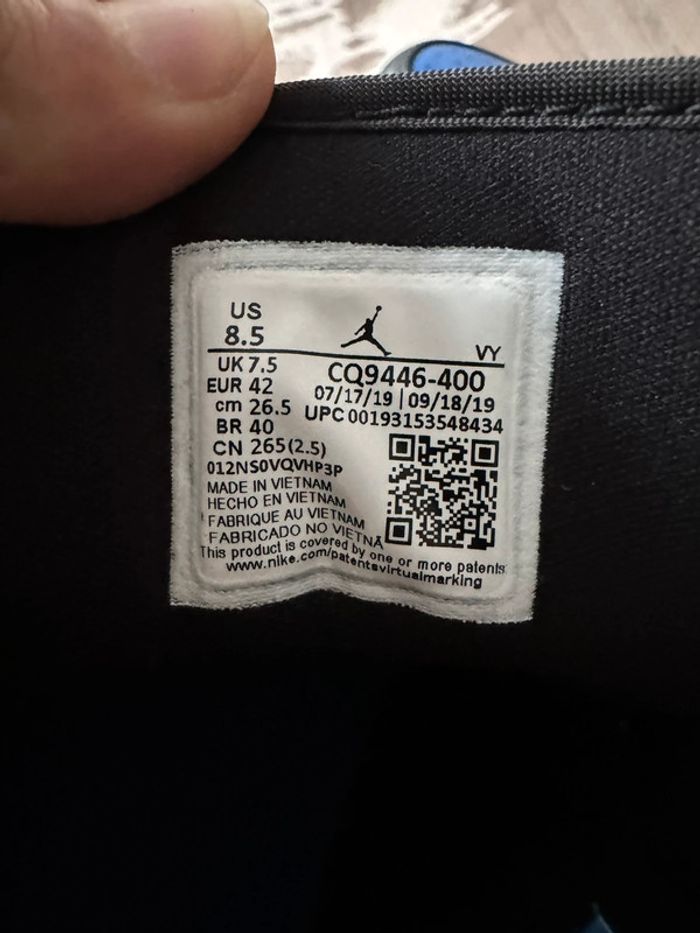 US
8.5
VY
UK 7.5
CQ9446-400
EUR 42
07/17/19 | 09/18/19
cm 26.5
UPC 00193153548434
BR 40
CN 265(2.5)
012NS0VQVHP3P
MADE IN VIETNAM
HECHO EN VIETNAM
FABRIQUE AU VIETNAM
FABRICADO NO VIETNÃ
This product is covered by one or more patents
www.nike.com/patentsvirtualmarking